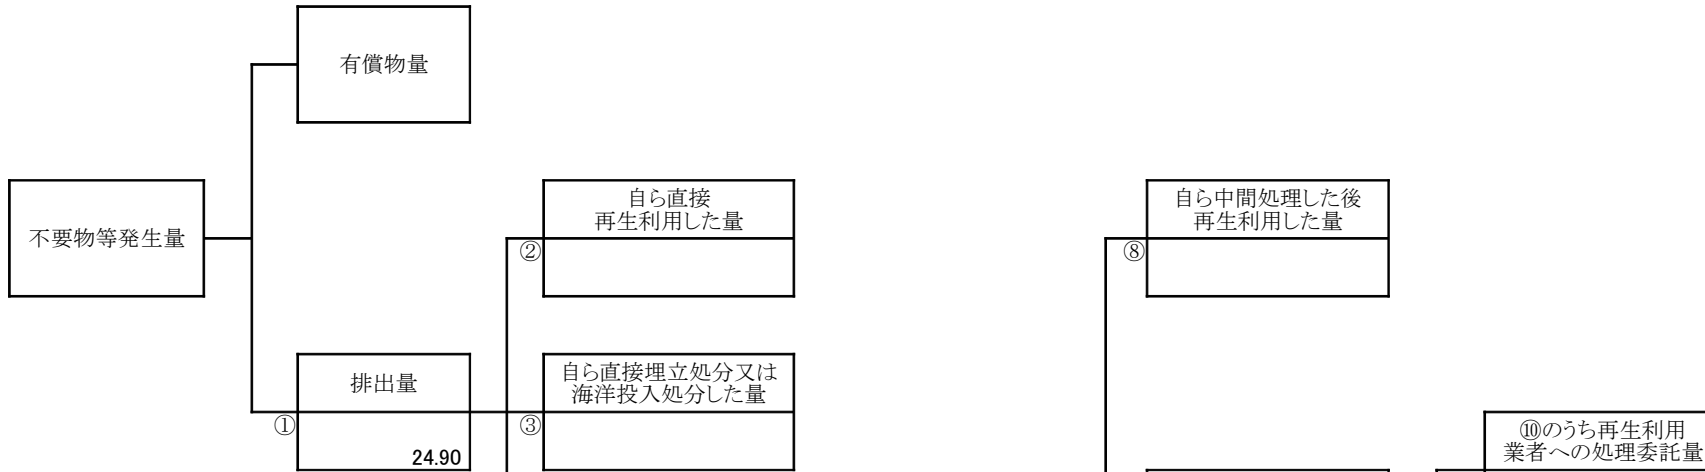 有償物量
不要物等発生量
自ら直接
再生利用した量
②
自ら中間処理した後
再生利用した量
⑧
排出量
①
24.90
自ら直接埋立処分又は
海洋投入処分した量
③
⑩のうち再生利用
業者への処理委託量